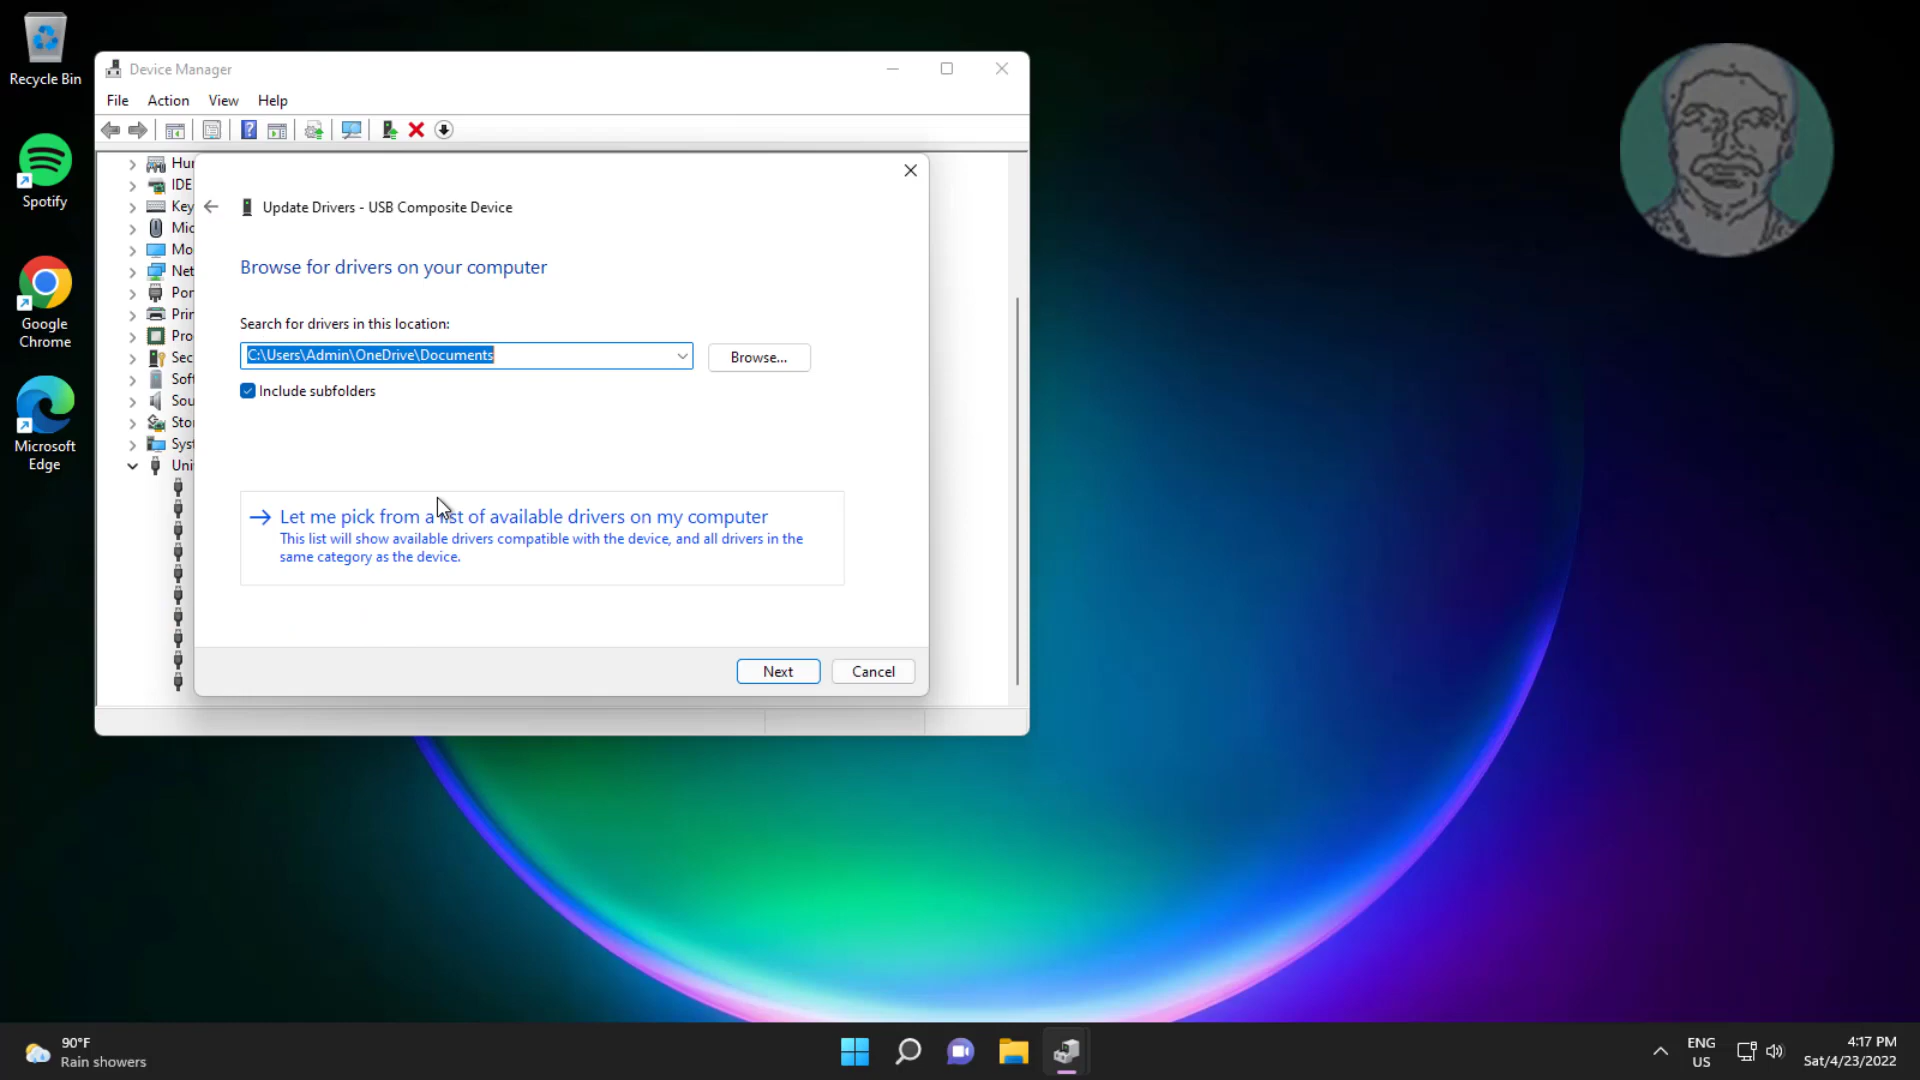 Recycle Bin
Spotify
Google
Chrome
Microsoft
Edge
Device Manager
File Action View Help
Hur
IDE
Key
Mic
Mo
Net
Por
Prir
Pro
Sec
Soft
Sou
Stor
Syst
Uni
Update Drivers - USB Composite Device
Browse for drivers on your computer
Search for drivers in this location:
C:\Users\Admin\OneDrive\Documents
Browse...
Include subfolders
Let me pick from a list of available drivers on my computer
This list will show available drivers compatible with the device, and all drivers in the
same category as the device.
Next Cancel
90°F
Rain showers
ENG
US
4:17 PM
Sat/4/23/2022